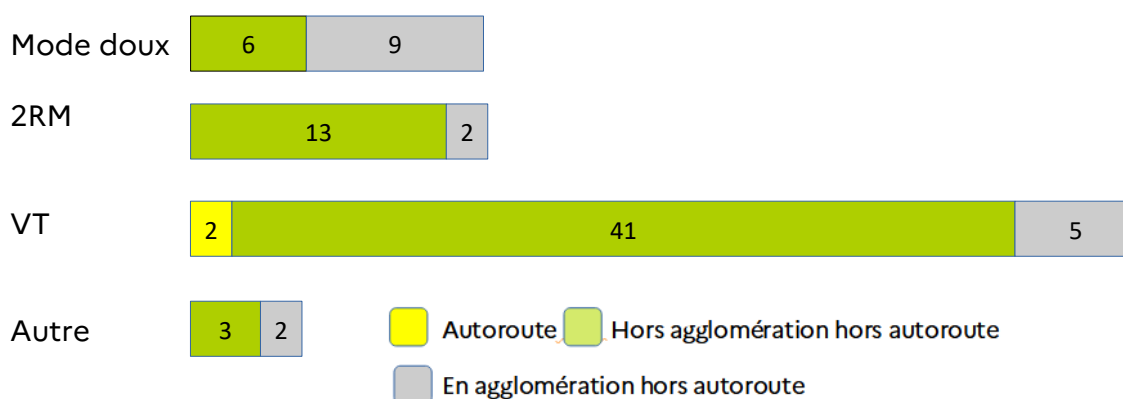 Mode doux 6 9
2RM 13 2
VT 2 41 5
Autre 3 2
Autoroute Hors agglomération hors autoroute
En agglomération hors autoroute